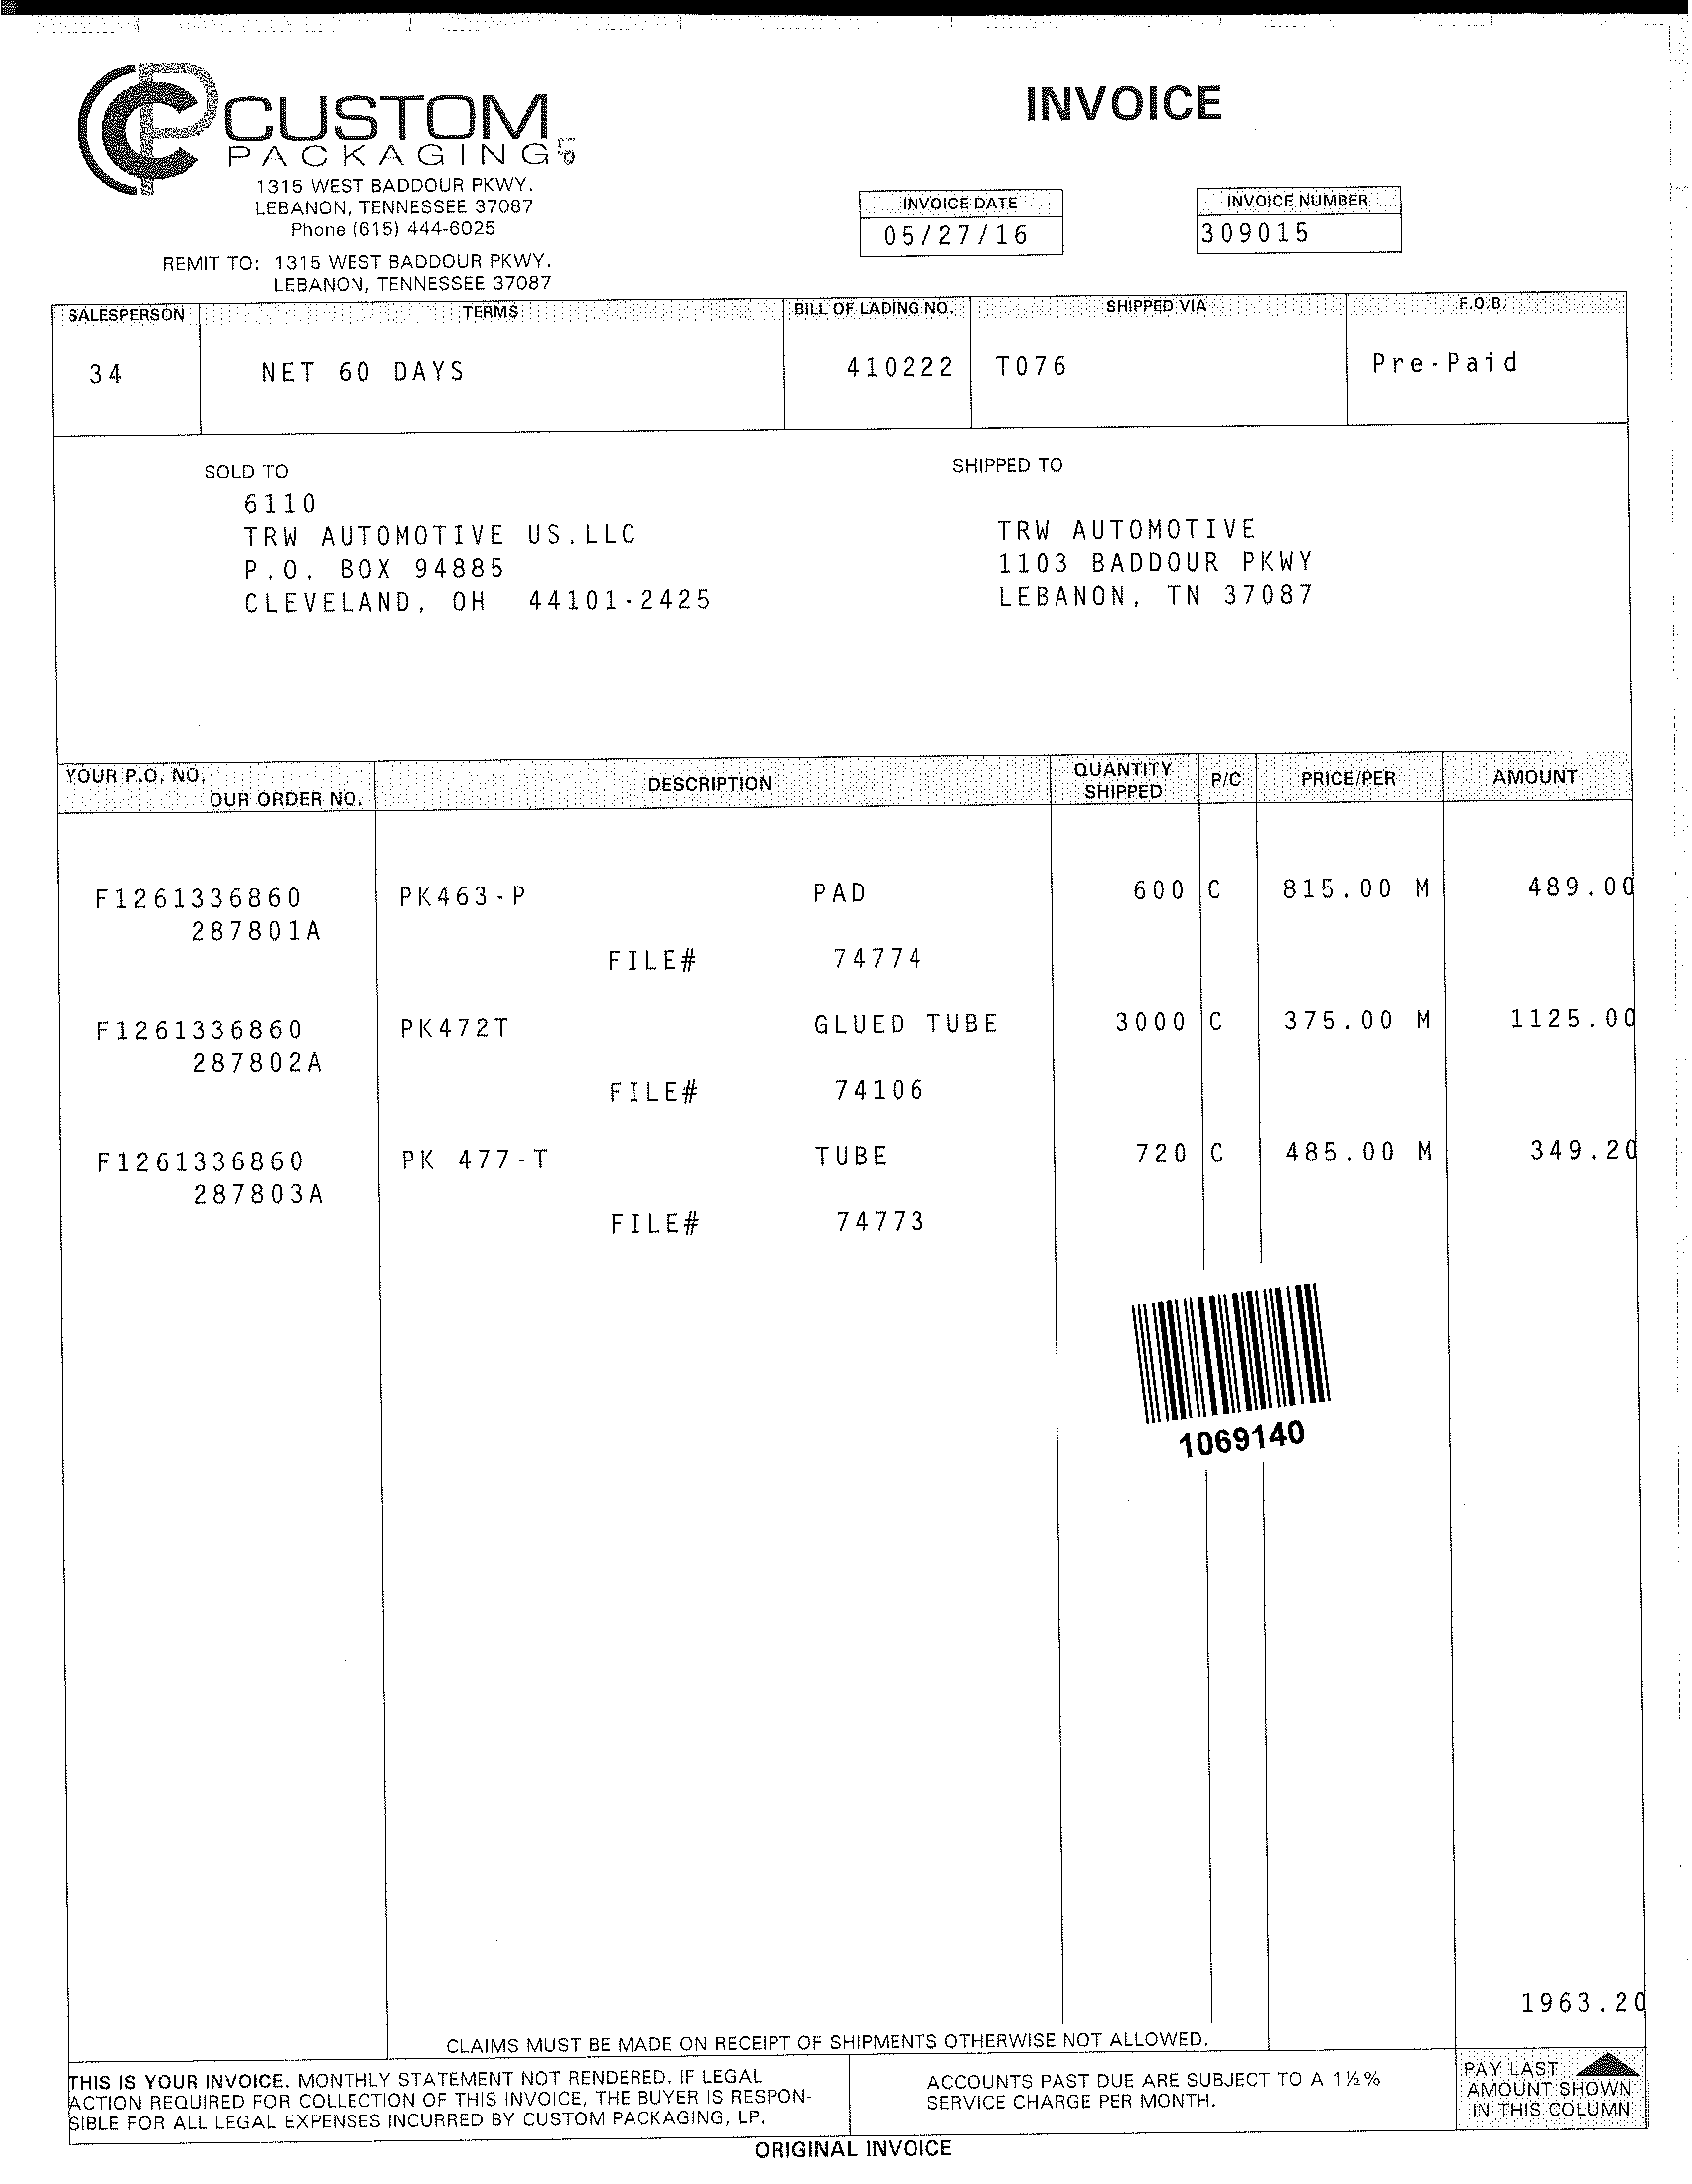 CUSTOM
PACKAGING LP
1315 WEST BADDOUR PKWY.
LEBANON, TENNESSEE 37087
Phone (615) 444-6025
REMIT TO: 1315 WEST BADDOUR PKWY.
LEBANON, TENNESSEE 37087
INVOICE
INVOICE DATE
05/27/16
INVOICE NUMBER
309015
SALESPERSON TERMS BILL OF LADING NO. SHIPPED VIA F.O.B.
34 NET 60 DAYS 410222 T076 Pre-Paid
SOLD TO
6110
TRW AUTOMOTIVE US.LLC
P.O. BOX 94885
CLEVELAND, OH 44101-2425
SHIPPED TO
TRW AUTOMOTIVE
1103 BADDOUR PKWY
LEBANON, TN 37087
YOUR P.O. NO.
OUR ORDER NO.
DESCRIPTION
QUANTITY
SHIPPED
P/C
PRICE/PER
AMOUNT
F1261336860 PK463-P PAD 600 C 815.00 M 489.00
287801A
FILE# 74774
F1261336860 PK472T GLUED TUBE 3000 C 375.00 M 1125.00
287802A
FILE# 74106
F1261336860 PK 477-T TUBE 720 C 485.00 M 349.20
287803A
FILE# 74773
1069140
1963.20
CLAIMS MUST BE MADE ON RECEIPT OF SHIPMENTS OTHERWISE NOT ALLOWED.
THIS IS YOUR INVOICE. MONTHLY STATEMENT NOT RENDERED. IF LEGAL
ACTION REQUIRED FOR COLLECTION OF THIS INVOICE, THE BUYER IS RESPON-
SIBLE FOR ALL LEGAL EXPENSES INCURRED BY CUSTOM PACKAGING, LP.
ACCOUNTS PAST DUE ARE SUBJECT TO A 1½%
SERVICE CHARGE PER MONTH.
PAY LAST
AMOUNT SHOWN
IN THIS COLUMN
ORIGINAL INVOICE